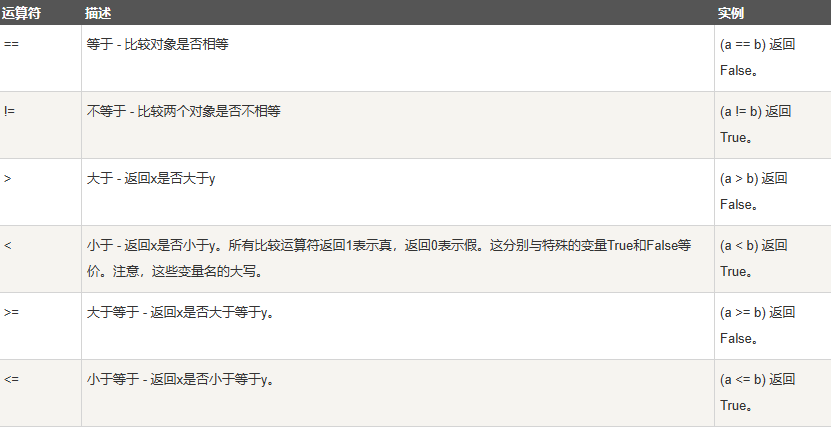 运算符 描述 实例
== 等于 - 比较对象是否相等 (a == b) 返回
False。
!= 不等于 - 比较两个对象是否不相等 (a != b) 返回
True。
> 大于 - 返回x是否大于y (a > b) 返回
False。
< 小于 - 返回x是否小于y。所有比较运算符返回1表示真，返回0表示假。这分别与特殊的变量True和False等 (a < b) 返回
价。注意，这些变量名的大写。 True。
>= 大于等于 - 返回x是否大于等于y。 (a >= b) 返回
False。
<= 小于等于 - 返回x是否小于等于y。 (a <= b) 返回
True。